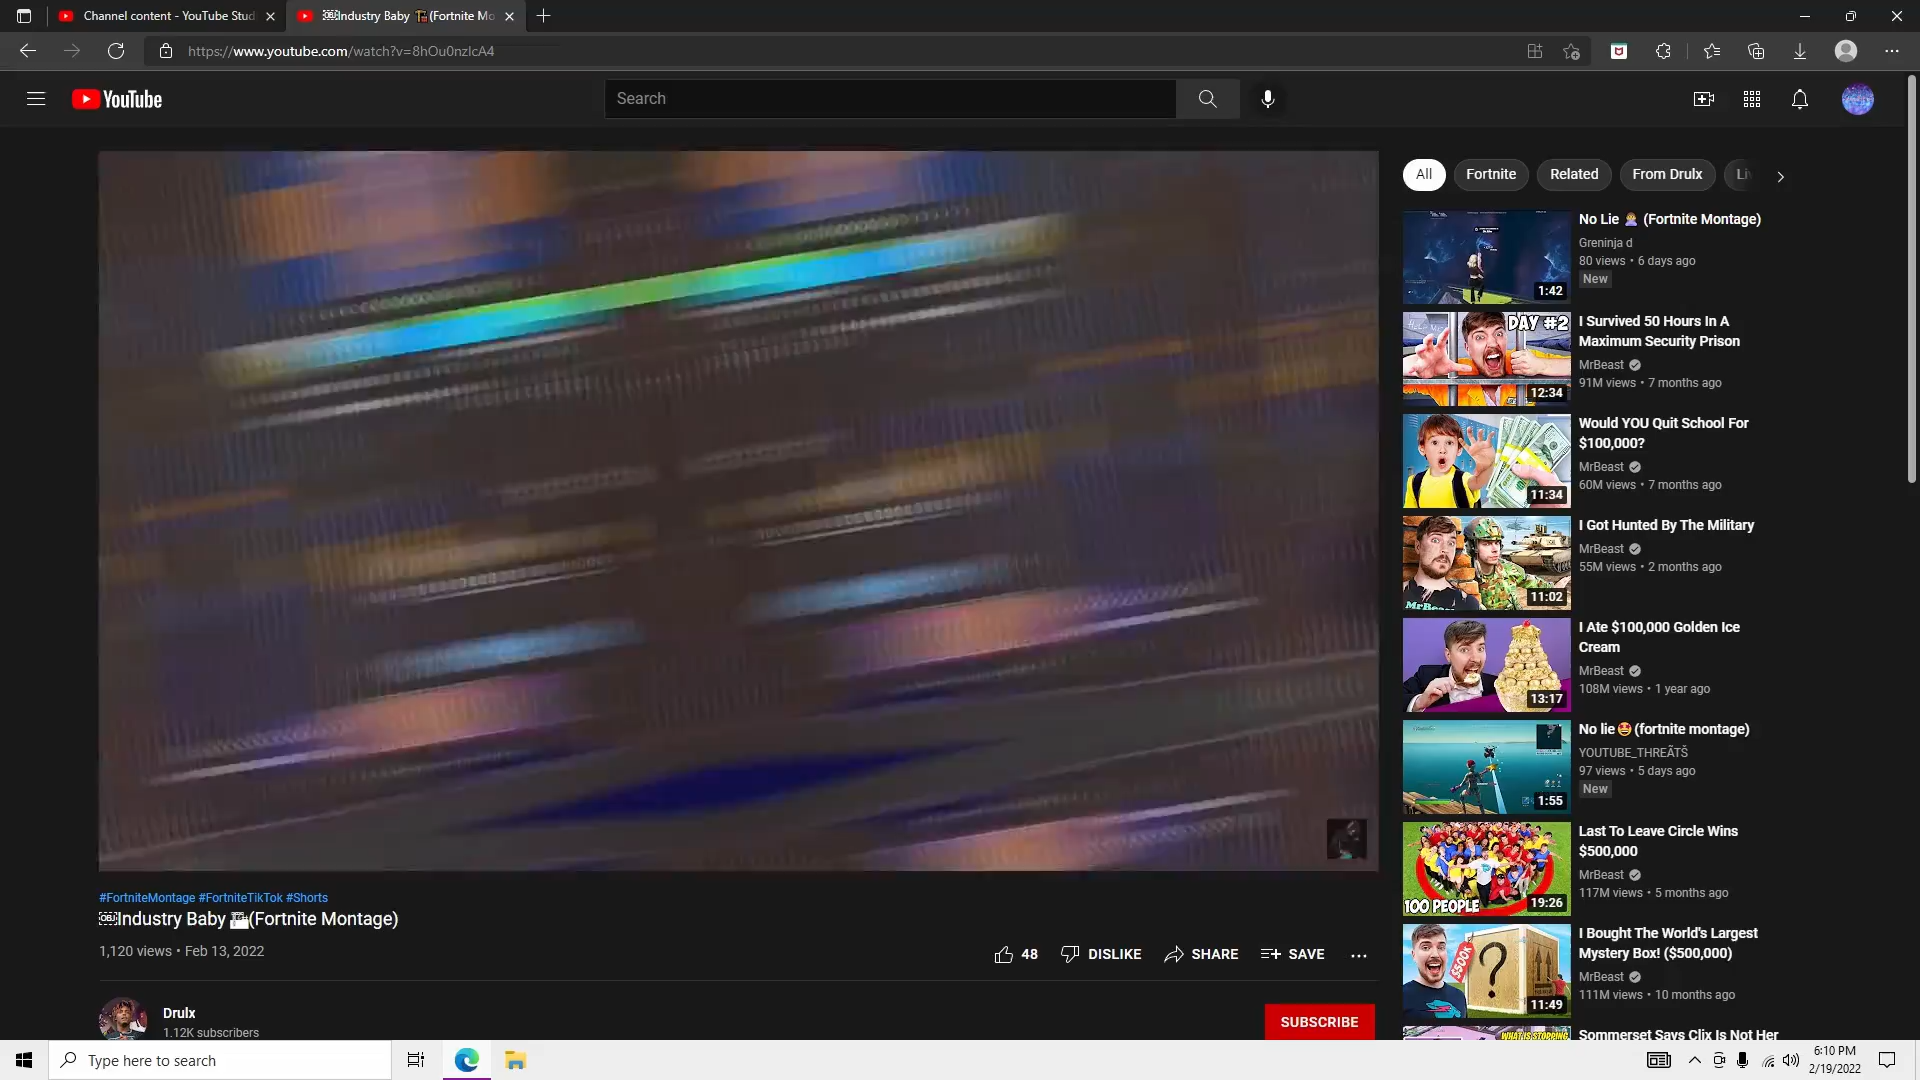 Channel content - YouTube Stud
Industry Baby (Fortnite Mo
https://www.youtube.com/watch?v=8hOu0nzlcA4
YouTube
Search
All
Fortnite
Related
From Drulx
Li
No Lie 🤷 (Fortnite Montage)
Greninja d
80 views • 6 days ago
New
1:42
DAY #2
12:34
I Survived 50 Hours In A
Maximum Security Prison
MrBeast
91M views • 7 months ago
11:34
Would YOU Quit School For
$100,000?
MrBeast
60M views • 7 months ago
11:02
I Got Hunted By The Military
MrBeast
55M views • 2 months ago
13:17
I Ate $100,000 Golden Ice
Cream
MrBeast
108M views • 1 year ago
1:55
No lie🤩(fortnite montage)
YOUTUBE_THREÃTŠ
97 views • 5 days ago
New
100 PEOPLE
19:26
Last To Leave Circle Wins
$500,000
MrBeast
117M views • 5 months ago
$500K
?
11:49
I Bought The World's Largest
Mystery Box! ($500,000)
MrBeast
111M views • 10 months ago
WHAT IS STOPPING
Sommerset Says Clix Is Not Her
#FortniteMontage #FortniteTikTok #Shorts
Industry Baby (Fortnite Montage)
1,120 views • Feb 13, 2022
48
DISLIKE
SHARE
SAVE
Drulx
1.12K subscribers
SUBSCRIBE
Type here to search
6:10 PM
2/19/2022